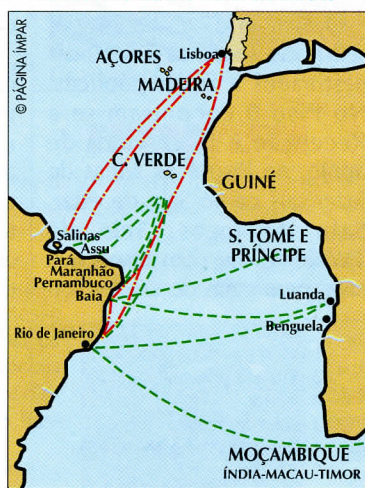 © PÁGINA ÍMPAR
Lisboa
AÇORES
MADEIRA
C. VERDE
GUINÉ
Salinas
Assu
Pará
Maranhão
Pernambuco
Baia
S. TOMÉ E
PRÍNCIPE
Luanda
Benguela
Rio de Janeiro
MOÇAMBIQUE
ÍNDIA-MACAU-TIMOR